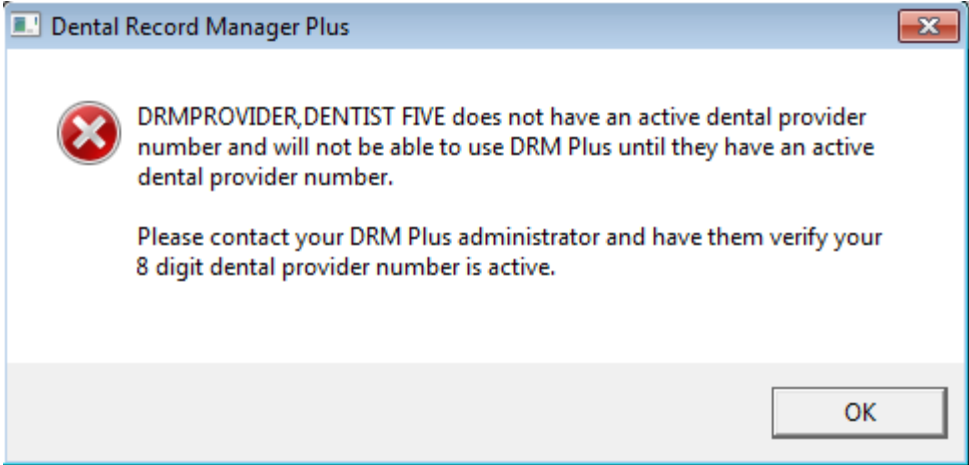 Dental Record Manager Plus
DRMPROVIDER,DENTIST FIVE does not have an active dental provider
number and will not be able to use DRM Plus until they have an active
dental provider number.
Please contact your DRM Plus administrator and have them verify your
8 digit dental provider number is active.
OK